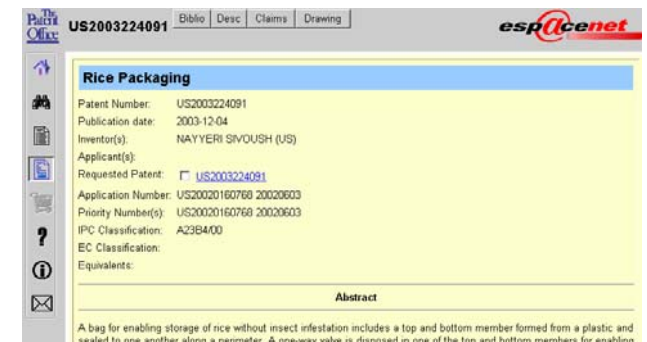 The
Patent
Office
US2003224091
Biblio Desc Claims Drawing
esp@cenet
Rice Packaging
Patent Number: US2003224091
Publication date: 2003-12-04
Inventor(s): NAYYERI SIVOUSH (US)
Applicant(s):
Requested Patent: US2003224091
Application Number: US20020160768 20020603
Priority Number(s): US20020160768 20020603
IPC Classification: A23B4/00
EC Classification:
Equivalents:
Abstract
A bag for enabling storage of rice without insect infestation includes a top and bottom member formed from a plastic and
sealed to one another along a perimeter. A one-way valve is disposed in one of the top and bottom members for enabling